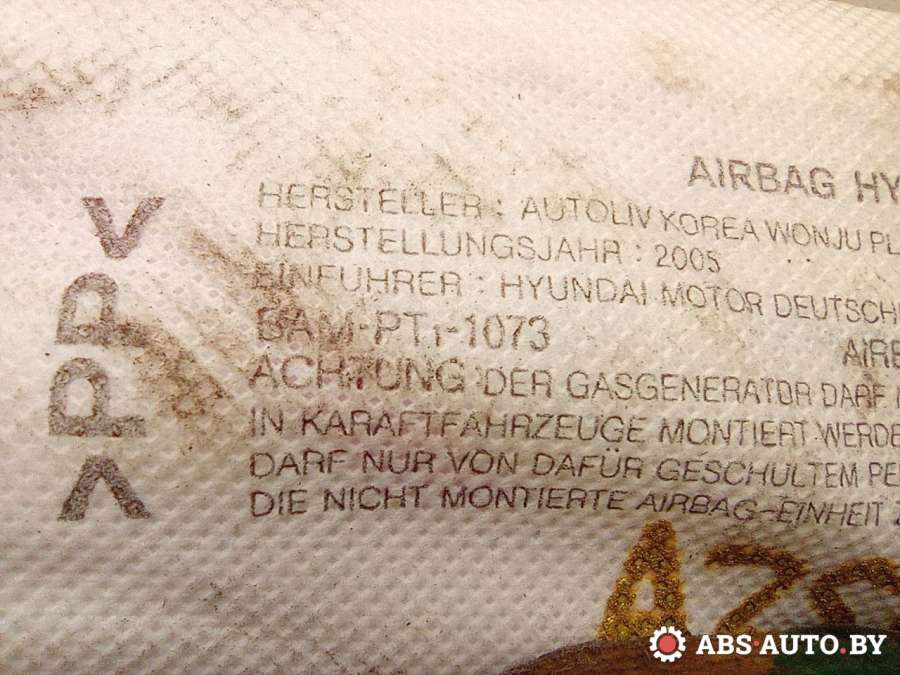 AIRBAG HY
HERSTELLER : AUTOLIV KOREA WONJU PL
HERSTELLUNGSJAHR : 2005
EINFUHRER : HYUNDAI MOTOR DEUTSCH
BAM-PT1-1073
AIRB
ACHTUNG DER GASGENERATOR DARF
IN KARAFTFAHRZEUGE MONTIERT WERDE
DARF NUR VON DAFÜR GESCHULTEM PE
DIE NICHT MONTIERTE AIRBAG-EINHEIT Z
>PP<
ABS-AUTO.BY